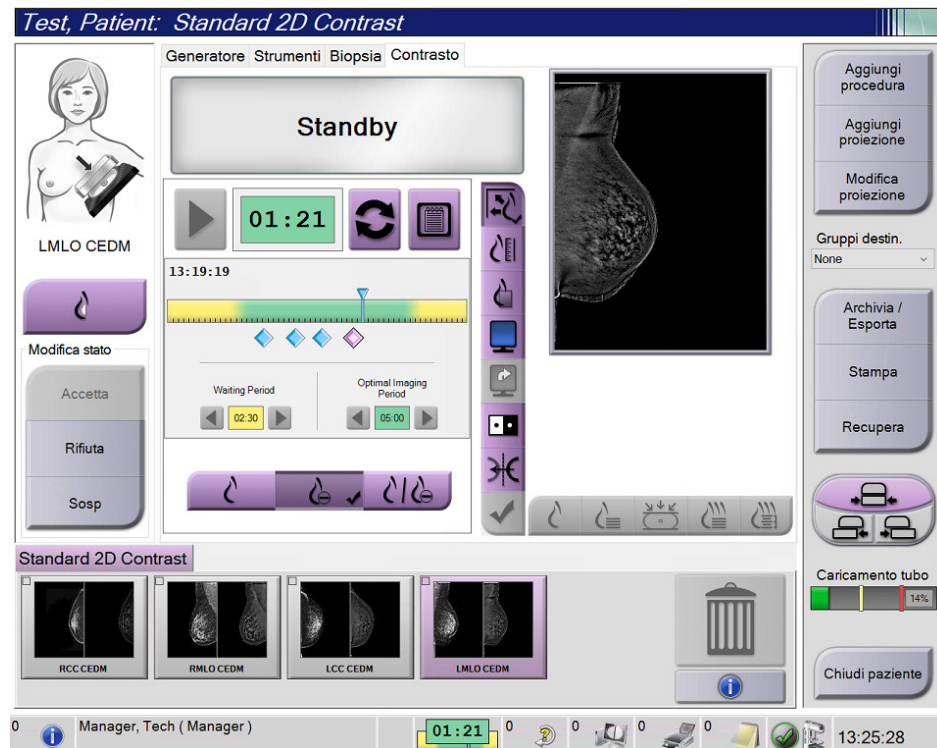 Test, Patient: Standard 2D Contrast
Generatore Strumenti Biopsia Contrasto
Standby
LMLO CEDM
Modifica stato
Accetta
Rifiuta
Sosp
01:21
13:19:19
Waiting Period
02:30
Optimal Imaging
Period
05:00
Aggiungi
procedura
Aggiungi
proiezione
Modifica
proiezione
Gruppi destin.
None
Archivia /
Esporta
Stampa
Recupera
Caricamento tubo
14%
Chiudi paziente
Standard 2D Contrast
RCC CEDM
RMLO CEDM
LCC CEDM
LMLO CEDM
0 Manager, Tech ( Manager ) 01:21 0 0 0 0 13:25:28